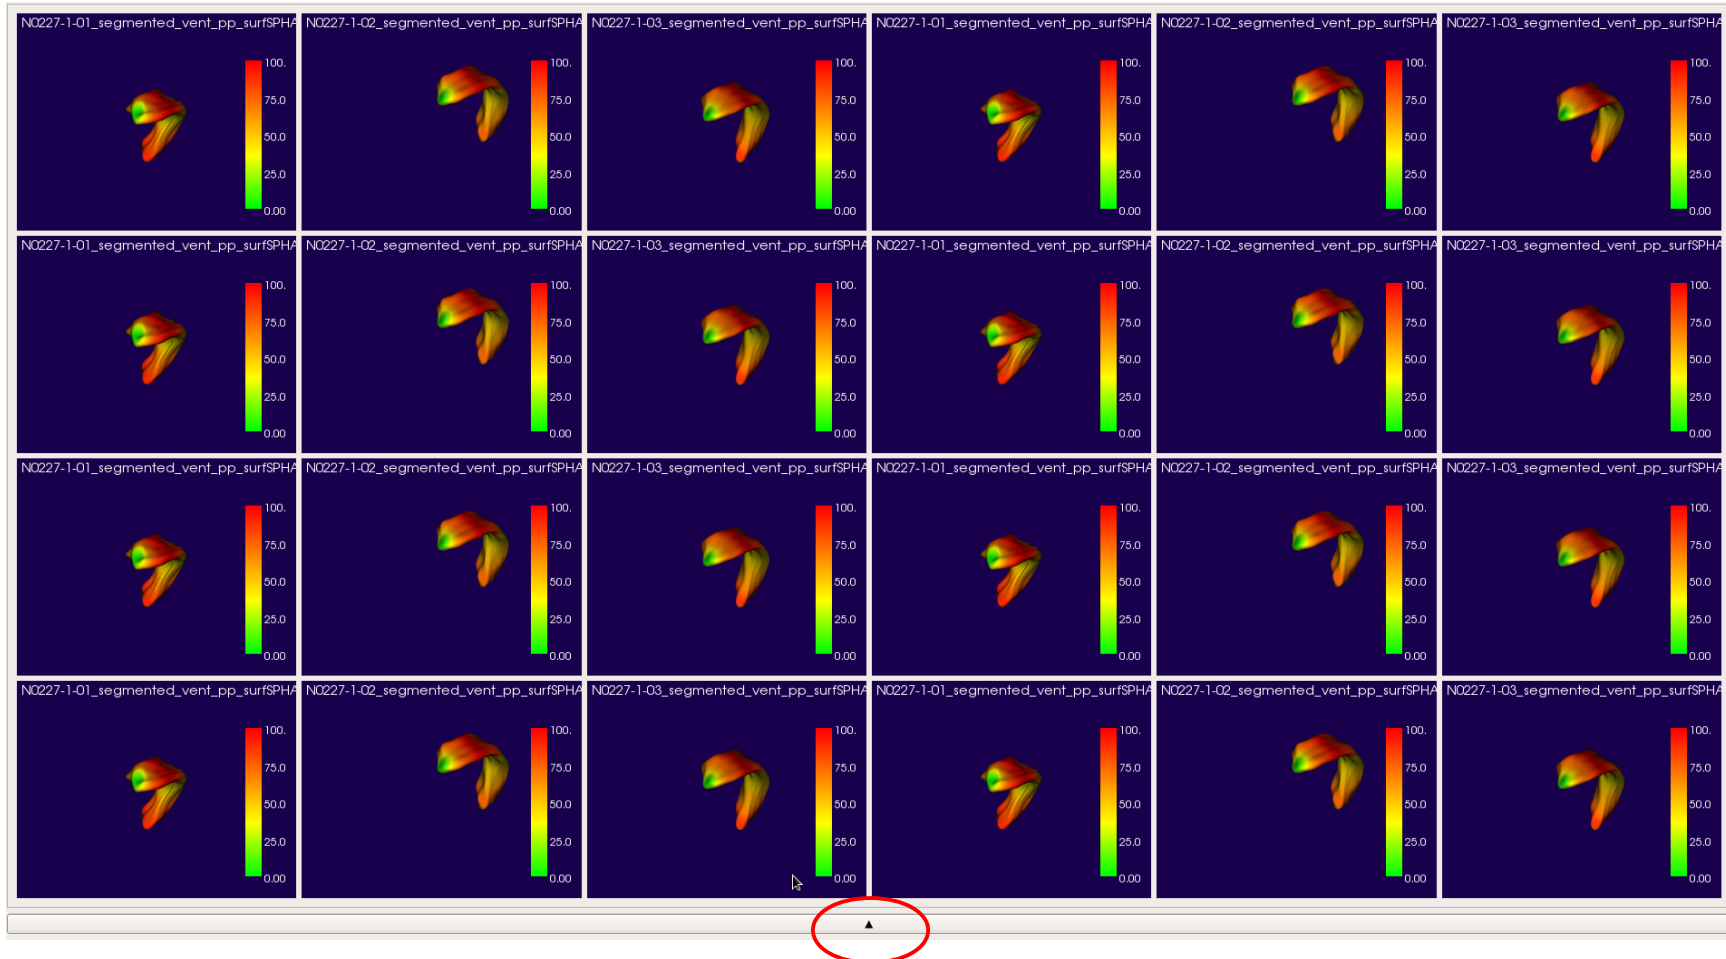 N0227-1-01_segmented_vent_pp_surfSPHA N0227-1-02_segmented_vent_pp_surfSPHA N0227-1-03_segmented_vent_pp_surfSPHA N0227-1-01_segmented_vent_pp_surfSPHA N0227-1-02_segmented_vent_pp_surfSPHA N0227-1-03_segmented_vent_pp_surfSPHA
100. 100. 100. 100. 100. 100.
75.0 75.0 75.0 75.0 75.0 75.0
50.0 50.0 50.0 50.0 50.0 50.0
25.0 25.0 25.0 25.0 25.0 25.0
0.00 0.00 0.00 0.00 0.00 0.00
N0227-1-01_segmented_vent_pp_surfSPHA N0227-1-02_segmented_vent_pp_surfSPHA N0227-1-03_segmented_vent_pp_surfSPHA N0227-1-01_segmented_vent_pp_surfSPHA N0227-1-02_segmented_vent_pp_surfSPHA N0227-1-03_segmented_vent_pp_surfSPHA
100. 100. 100. 100. 100. 100.
75.0 75.0 75.0 75.0 75.0 75.0
50.0 50.0 50.0 50.0 50.0 50.0
25.0 25.0 25.0 25.0 25.0 25.0
0.00 0.00 0.00 0.00 0.00 0.00
N0227-1-01_segmented_vent_pp_surfSPHA N0227-1-02_segmented_vent_pp_surfSPHA N0227-1-03_segmented_vent_pp_surfSPHA N0227-1-01_segmented_vent_pp_surfSPHA N0227-1-02_segmented_vent_pp_surfSPHA N0227-1-03_segmented_vent_pp_surfSPHA
100. 100. 100. 100. 100. 100.
75.0 75.0 75.0 75.0 75.0 75.0
50.0 50.0 50.0 50.0 50.0 50.0
25.0 25.0 25.0 25.0 25.0 25.0
0.00 0.00 0.00 0.00 0.00 0.00
N0227-1-01_segmented_vent_pp_surfSPHA N0227-1-02_segmented_vent_pp_surfSPHA N0227-1-03_segmented_vent_pp_surfSPHA N0227-1-01_segmented_vent_pp_surfSPHA N0227-1-02_segmented_vent_pp_surfSPHA N0227-1-03_segmented_vent_pp_surfSPHA
100. 100. 100. 100. 100. 100.
75.0 75.0 75.0 75.0 75.0 75.0
50.0 50.0 50.0 50.0 50.0 50.0
25.0 25.0 25.0 25.0 25.0 25.0
0.00 0.00 0.00 0.00 0.00 0.00